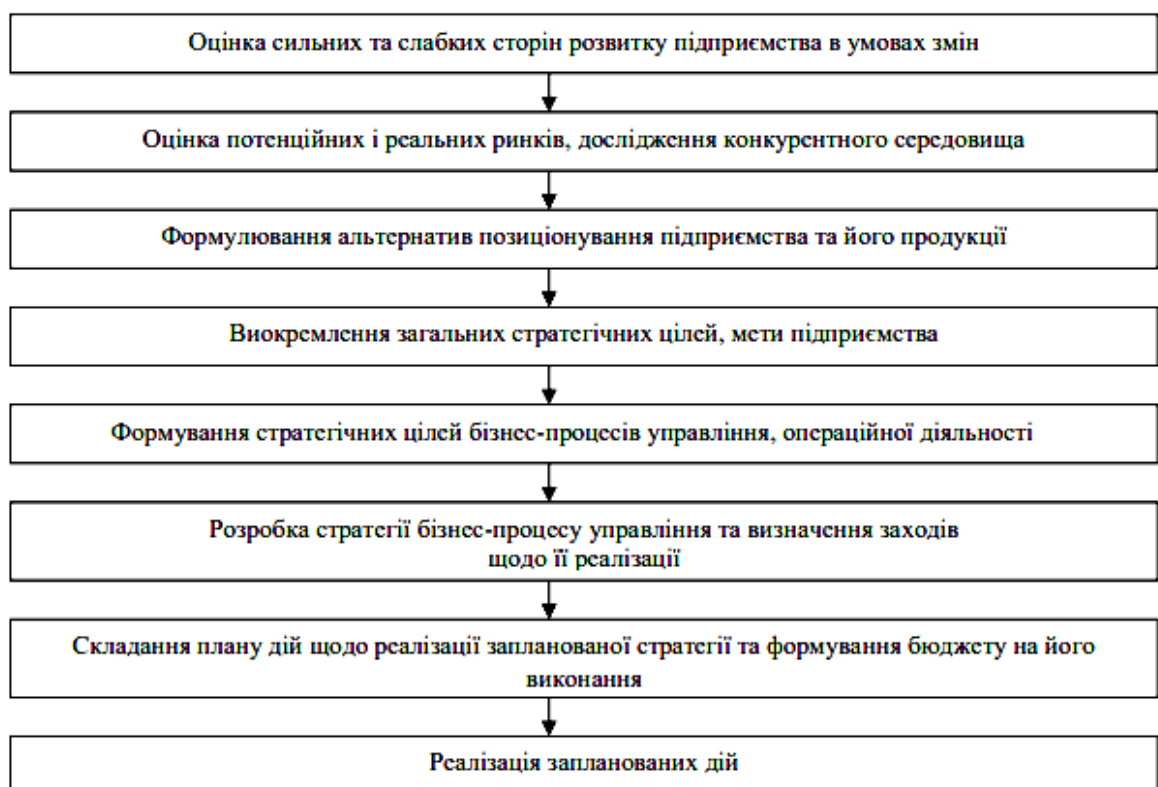 Оцінка сильних та слабких сторін розвитку підприємства в умовах змін
Оцінка потенційних і реальних ринків, дослідження конкурентного середовища
Формулювання альтернатив позиціонування підприємства та його продукції
Виокремлення загальних стратегічних цілей, мети підприємства
Формування стратегічних цілей бізнес-процесів управління, операційної діяльності
Розробка стратегії бізнес-процесу управління та визначення заходів
щодо її реалізації
Складання плану дій щодо реалізації запланованої стратегії та формування бюджету на його
виконання
Реалізація запланованих дій